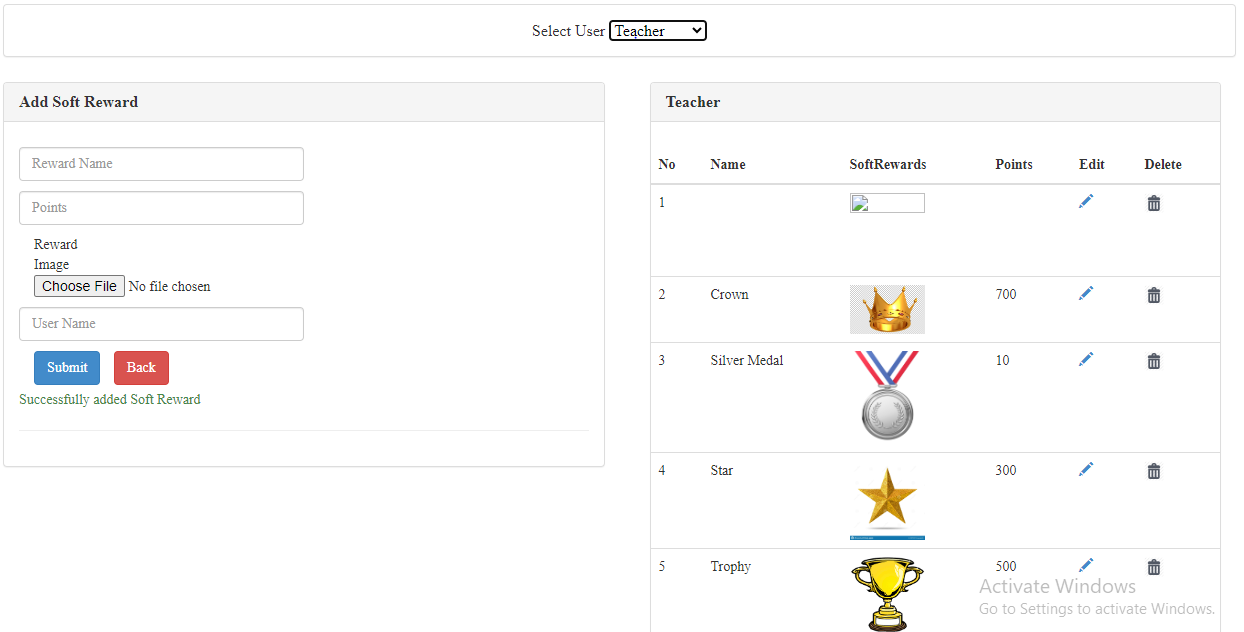 Select User Teacher
Add Soft Reward
Reward Name
Points
Reward
Image
Choose File No file chosen
User Name
Submit Back
Successfully added Soft Reward
Teacher
No Name SoftRewards Points Edit Delete
1
2 Crown 700
3 Silver Medal 10
4 Star 300
5 Trophy 500
Activate Windows
Go to Settings to activate Windows.